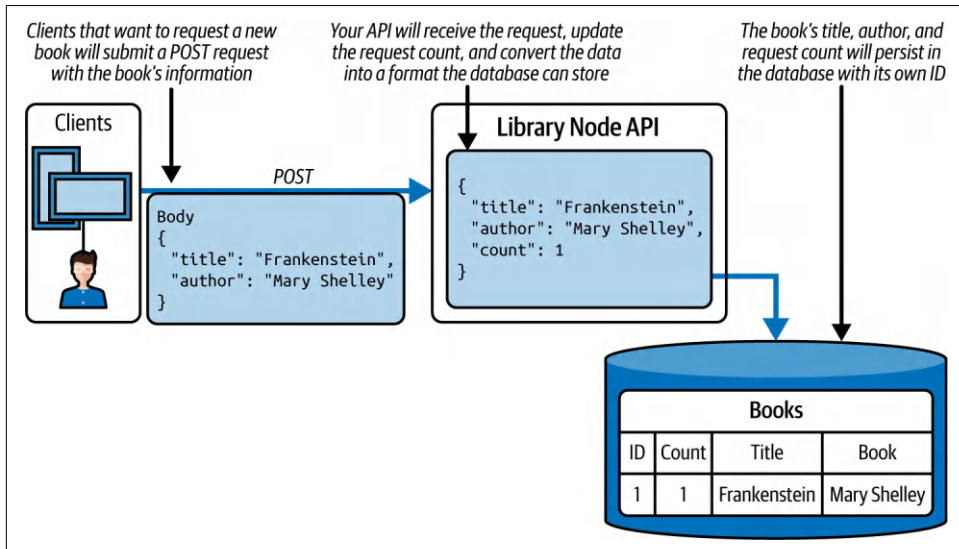 Clients that want to request a new
book will submit a POST request
with the book's information
Your API will receive the request, update
the request count, and convert the data
into a format the database can store
The book's title, author, and
request count will persist in
the database with its own ID
Clients
POST
Body
{
"title": "Frankenstein",
"author": "Mary Shelley"
}
Library Node API
{
"title": "Frankenstein",
"author": "Mary Shelley",
"count": 1
}
Books
ID Count Title Book
1 1 Frankenstein Mary Shelley